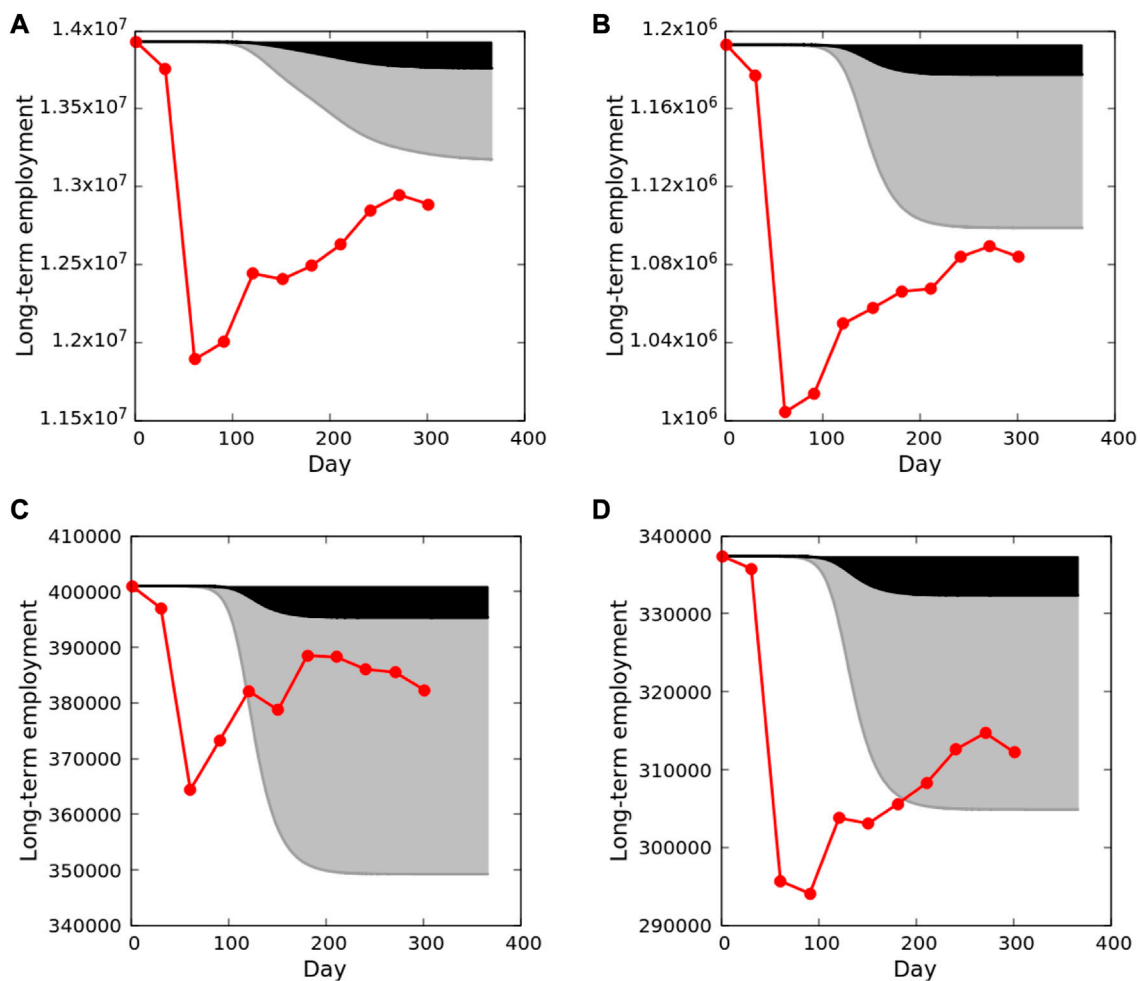 A
Long-term employment
1.4x10⁷
1.35x10⁷
1.3x10⁷
1.25x10⁷
1.2x10⁷
1.15x10⁷
0 100 200 300 400
Day
B
Long-term employment
1.2x10⁶
1.16x10⁶
1.12x10⁶
1.08x10⁶
1.04x10⁶
1x10⁶
0 100 200 300 400
Day
C
Long-term employment
410000
400000
390000
380000
370000
360000
350000
340000
0 100 200 300 400
Day
D
Long-term employment
340000
330000
320000
310000
300000
290000
0 100 200 300 400
Day